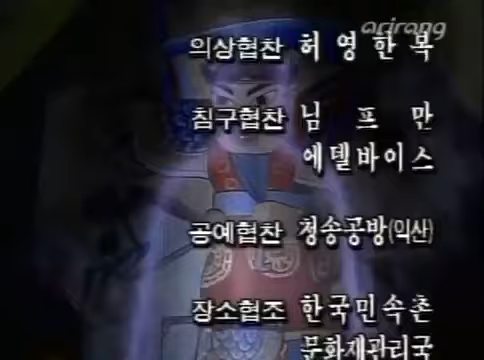 arirang
의상협찬 허영한복
침구협찬 님프만
에델바이스
공예협찬 청송공방(익산)
장소협조 한국민속촌
문화재관리국